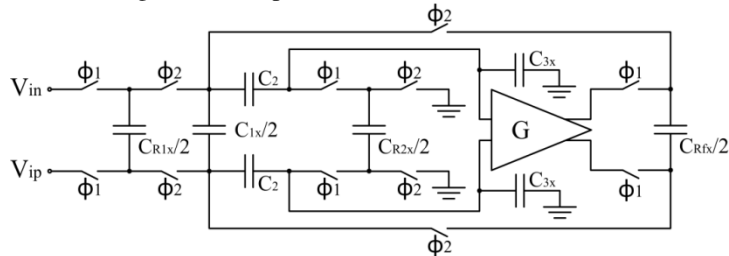 ϕ2
C3x
Vin ϕ1 ϕ2 C2 ϕ1 ϕ2 ϕ1
CR1x/2 C1x/2 CR2x/2 G CRfx/2
Vip ϕ1 ϕ2 C2 ϕ1 ϕ2 C3x ϕ1
ϕ2